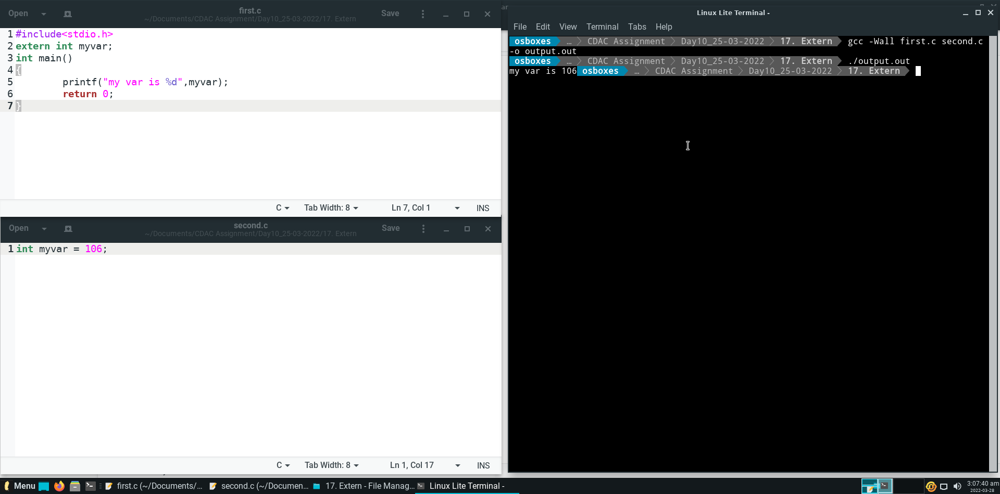 Open
first.c
~/Documents/CDAC Assignment/Day10_25-03-2022/17. Extern
Save
1 #include<stdio.h>
2 extern int myvar;
3 int main()
4 {
5 printf("my var is %d",myvar);
6 return 0;
7 }
C
Tab Width: 8
Ln 7, Col 1
INS
Open
second.c
~/Documents/CDAC Assignment/Day10_25-03-2022/17. Extern
Save
1 int myvar = 106;
C
Tab Width: 8
Ln 1, Col 17
INS
ar
Linux Lite Terminal -
File Edit View Terminal Tabs Help
osboxes … CDAC Assignment Day10_25-03-2022 17. Extern gcc -Wall first.c second.c
-o output.out
osboxes … CDAC Assignment Day10_25-03-2022 17. Extern ./output.out
my var is 106 osboxes … CDAC Assignment Day10_25-03-2022 17. Extern
Menu
first.c (~/Documents/...
second.c (~/Documen...
17. Extern - File Manag...
Linux Lite Terminal -
3:07:40 am
2022-03-28